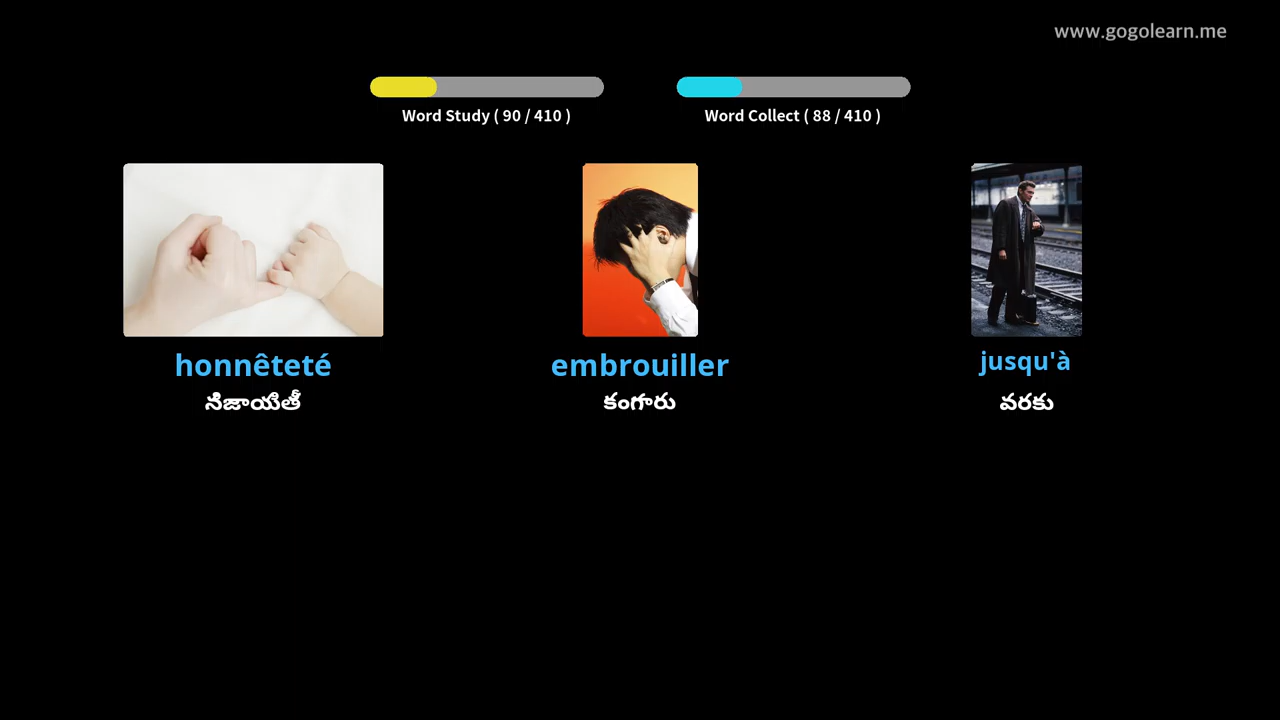 www.gogolearn.me
Word Study ( 90 / 410 )
Word Collect ( 88 / 410 )
honnêteté
embrouiller
jusqu'à
నిజాయితీ
కంగారు
వరకు